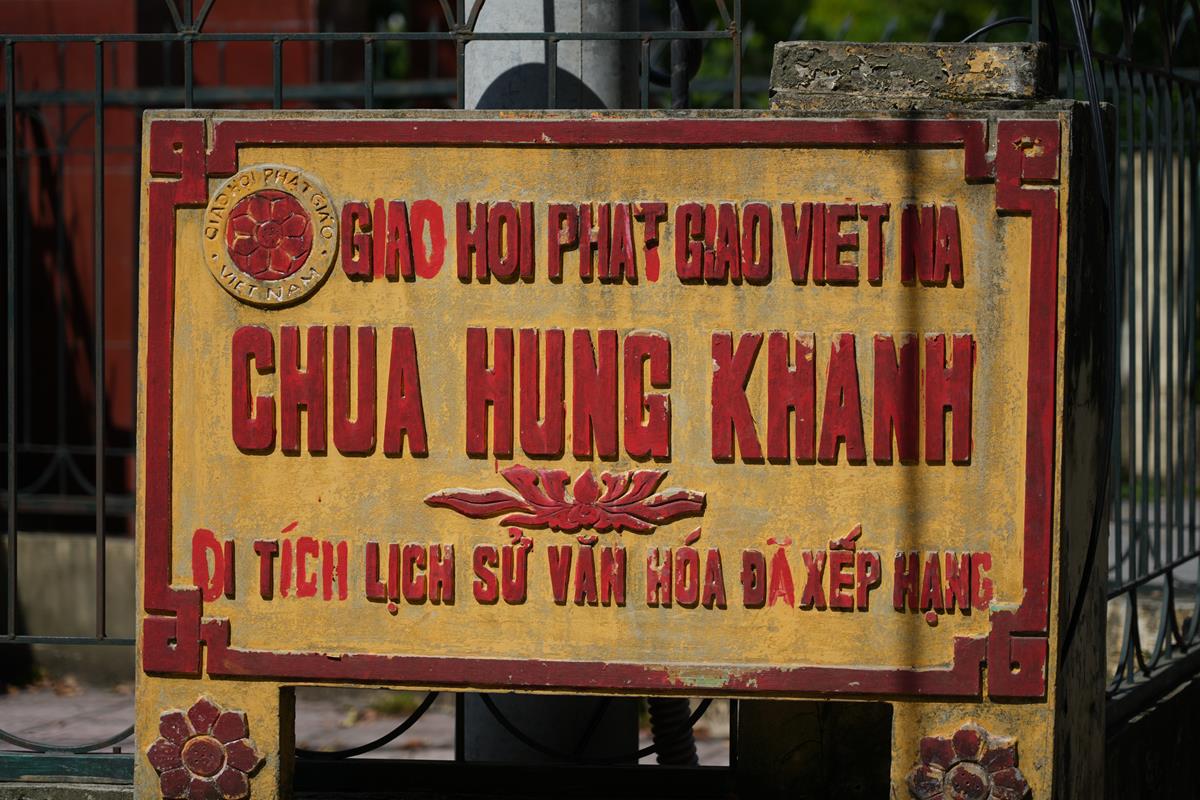 GIAO HOI PHAT GIAO VIET NAM
GIAO HOI PHAT GIAO VIET NA
CHUA HUNG KHANH
DI TÍCH LỊCH SỬ VĂN HÓA ĐÃ XẾP HẠNG